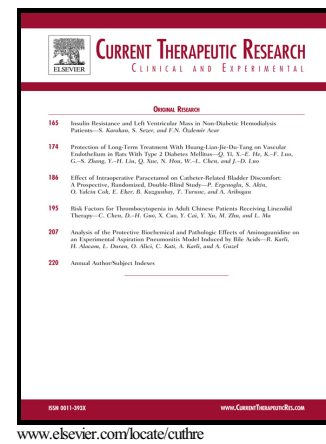 ELSEVIER
CURRENT THERAPEUTIC RESEARCH
CLINICAL AND EXPERIMENTAL
ORIGINAL RESEARCH
165 Insulin Resistance and Left Ventricular Mass in Non-Diabetic Hemodialysis
Patients—S. Karakan, S. Sezer, and F.N. Özdemir Acar
174 Protection of Long-Term Treatment With Huang-Lian-Jie-Du-Tang on Vascular
Endothelium in Rats With Type 2 Diabetes Mellitus—Q. Yi, X.-E. He, K.-F. Luo,
G.-S. Zhang, Y.-H. Lin, Q. Xue, N. Hou, W.-L. Chen, and J.-D. Luo
186 Effect of Intraoperative Paracetamol on Catheter-Related Bladder Discomfort:
A Prospective, Randomized, Double-Blind Study—P. Ergenoglu, S. Akin,
O. Yalcin Cok, E. Eker, B. Kuzgunbay, T. Turunc, and A. Aribogan
195 Risk Factors for Thrombocytopenia in Adult Chinese Patients Receiving Linezolid
Therapy—C. Chen, D.-H. Guo, X. Cao, Y. Cai, Y. Xu, M. Zhu, and L. Ma
207 Analysis of the Protective Biochemical and Pathologic Effects of Aminoguanidine on
an Experimental Aspiration Pneumonitis Model Induced by Bile Acids—R. Karli,
H. Alacam, L. Duran, O. Alici, C. Kati, A. Karli, and A. Guzel
220 Annual Author/Subject Indexes
ISSN 0011-393X
WWW.CURRENTTHERAPEUTICRES.COM
www.elsevier.com/locate/cuthre